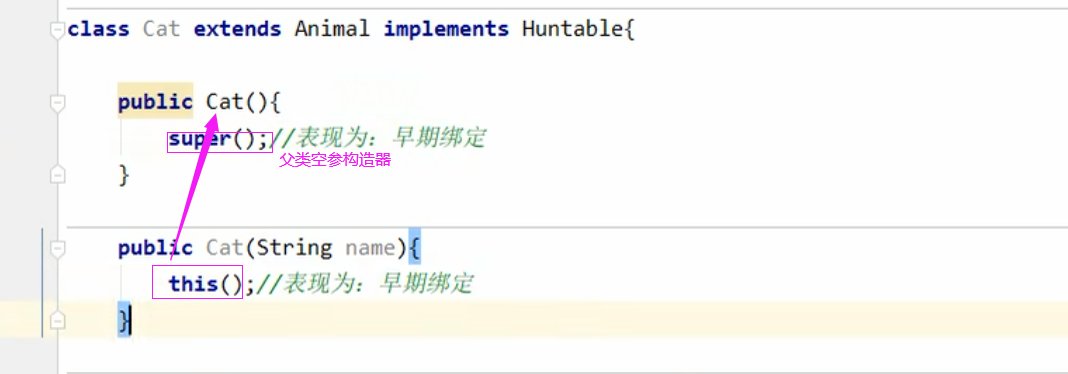 class Cat extends Animal implements Huntable{
public Cat(){
super();//表现为：早期绑定
父类空参构造器
}
public Cat(String name){
this();//表现为：早期绑定
}